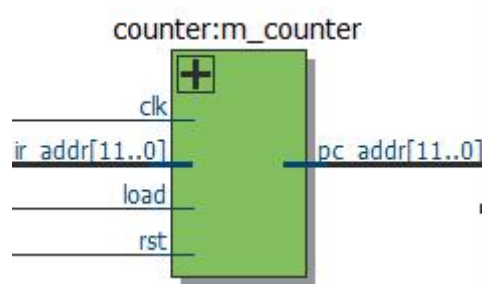 counter:m_counter
clk
ir_addr[11..0]
pc_addr[11..0]
load
rst